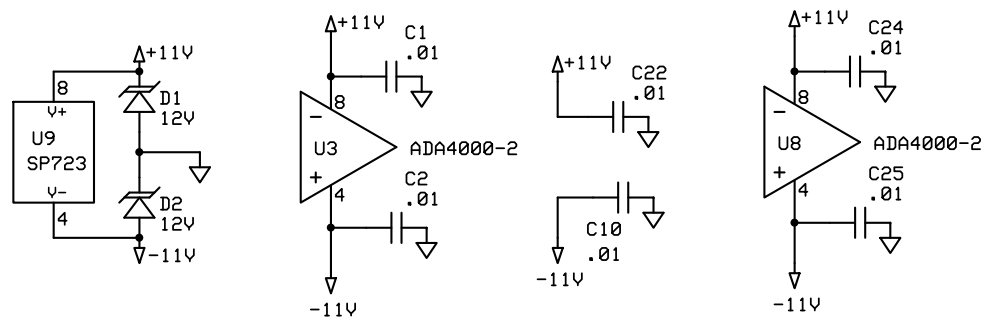 +11V
8
V+
U9
SP723
V-
4
D1
12V
D2
12V
-11V
+11V
C1
.01
8
-
U3
+
ADA4000-2
4
C2
.01
-11V
+11V
C22
.01
C10
.01
-11V
+11V
C24
.01
8
-
U8
+
ADA4000-2
4
C25
.01
-11V